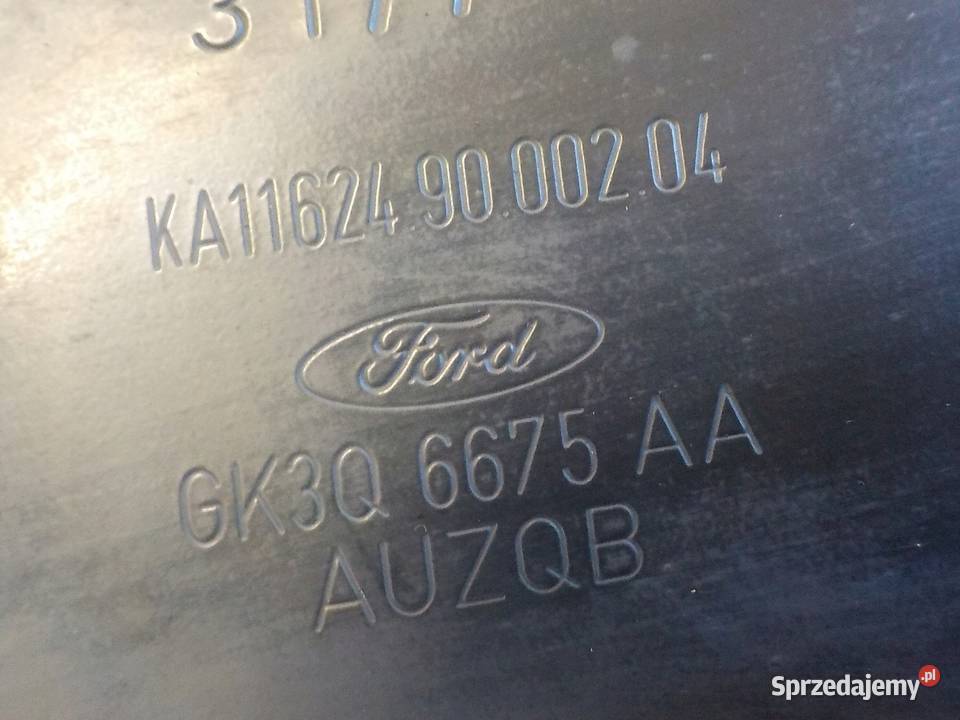 KA11624.90.002.04
Ford
GK3Q 6675 AA
AUZQB
Sprzedajemy.pl